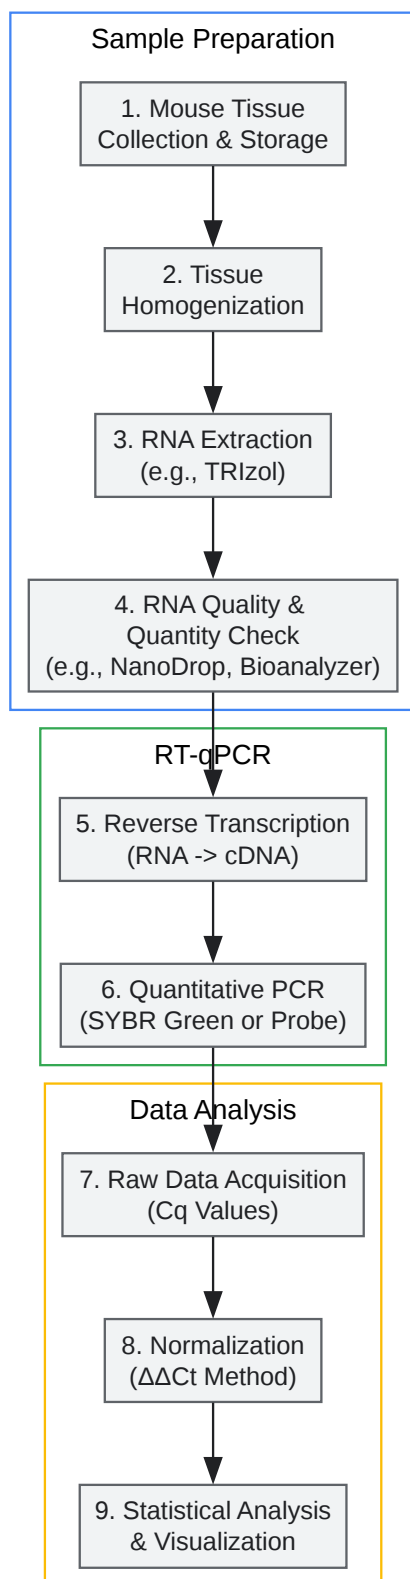 Sample Preparation
1. Mouse Tissue
Collection & Storage
2. Tissue
Homogenization
3. RNA Extraction
(e.g., TRIzol)
4. RNA Quality &
Quantity Check
(e.g., NanoDrop, Bioanalyzer)
RT-qPCR
5. Reverse Transcription
(RNA -> cDNA)
6. Quantitative PCR
(SYBR Green or Probe)
Data Analysis
7. Raw Data Acquisition
(Cq Values)
8. Normalization
(ΔΔCt Method)
9. Statistical Analysis
& Visualization